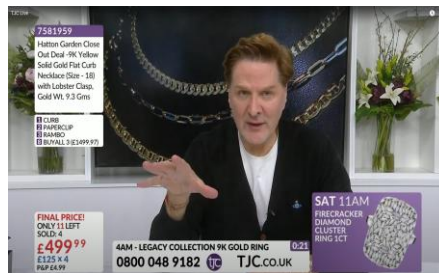 TJC Live
7581959
Hatton Garden Close
Out Deal -9K Yellow
Solid Gold Flat Curb
Necklace (Size - 18)
with Lobster Clasp,
Gold Wt. 9.3 Gms
1 CURB
2 PAPERCLIP
3 RAMBO
BUYALL 3 (£1499.97)
FINAL PRICE!
ONLY 11 LEFT
SOLD: 4
£499.99
£125 X 4
P&P £4.99
4AM - LEGACY COLLECTION 9K GOLD RING 0:21
0800 048 9182 tjc TJC.CO.UK
SAT 11AM
FIRECRACKER
DIAMOND
CLUSTER
RING 1CT